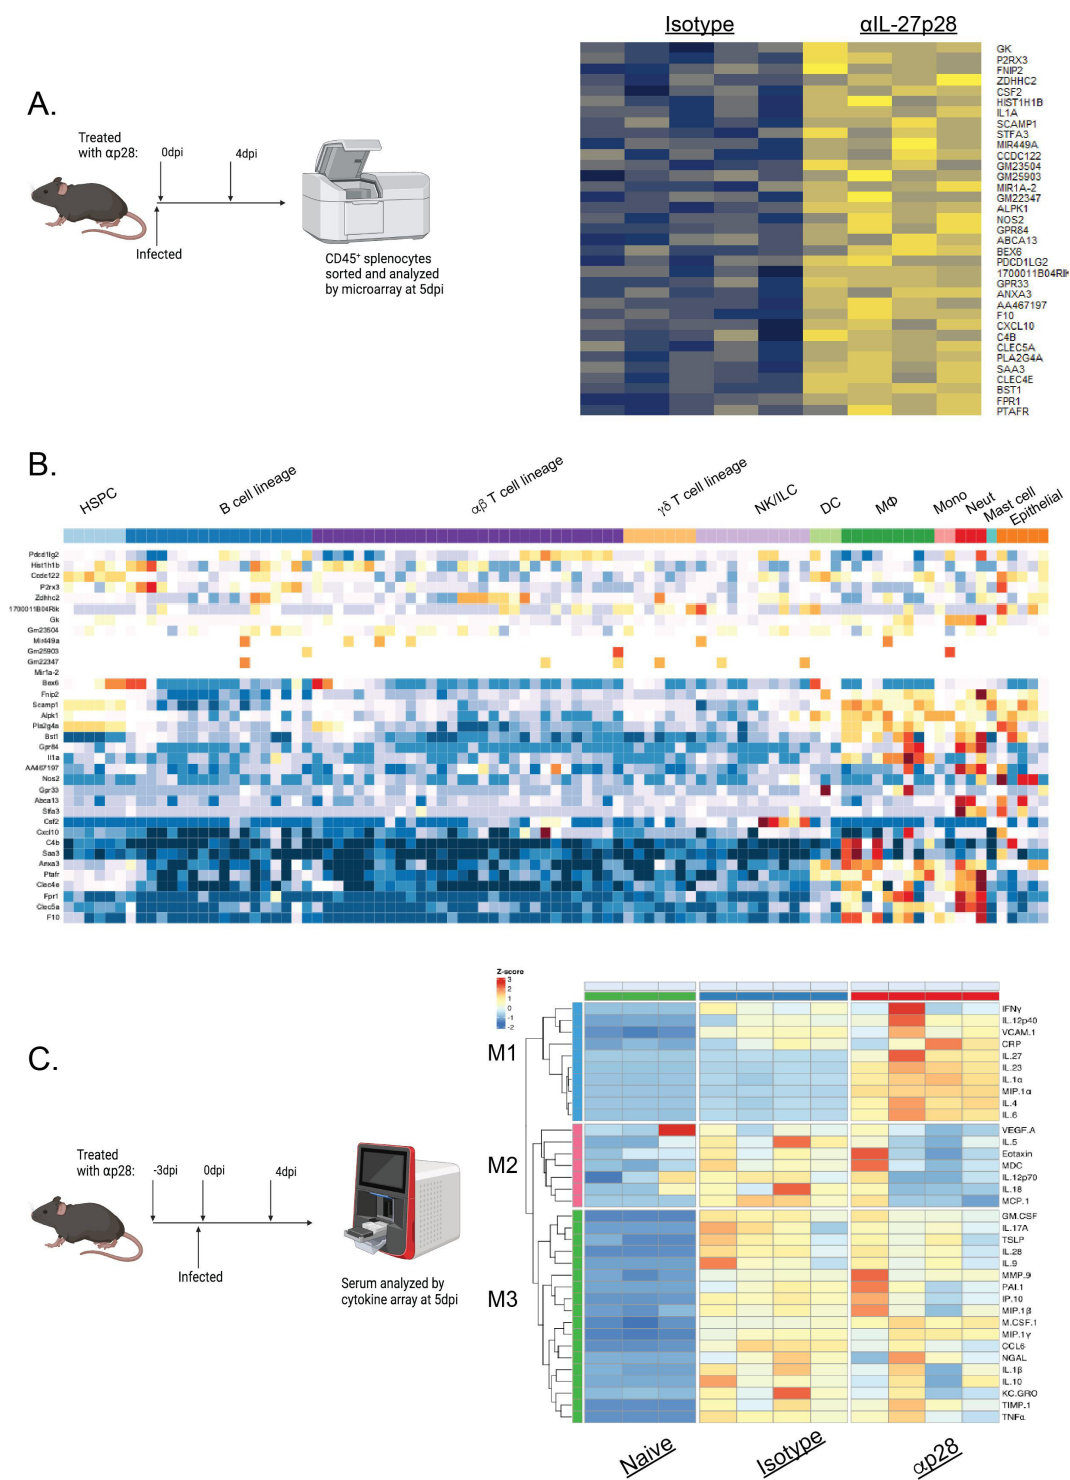 A.
Treated
with αp28:
0dpi
4dpi
Infected
CD45⁺ splenocytes
sorted and analyzed
by microarray at 5dpi
Isotype
αIL-27p28
GK
P2RX3
FNIP2
ZDHHC2
CSF2
HIST1H1B
IL1A
SCAMP1
STFA3
MIR449A
CCDC122
GM23504
GM25903
MIR1A-2
GM22347
ALPK1
NOS2
GPR84
ABCA13
BEX6
PDCD1LG2
1700011B04RIK
GPR33
ANXA3
AA467197
F10
CXCL10
C4B
CLEC5A
PLA2G4A
SAA3
CLEC4E
BST1
FPR1
PTAFR
B.
HSPC
B cell lineage
αβ T cell lineage
γδ T cell lineage
NK/ILC
DC
MΦ
Mono
Neut
Mast cell
Epithelial
Pdcd1lg2
Hist1h1b
Ccdc122
P2rx3
Zdhhc2
1700011B04Rik
Gk
Gm23504
Mir449a
Gm25903
Gm22347
Mir1a-2
Bex6
Fnip2
Scamp1
Alpk1
Pla2g4a
Bst1
Gpr84
Il1a
AA467197
Nos2
Gpr33
Abca13
Stfa3
Csf2
Cxcl10
C4b
Saa3
Anxa3
Ptafr
Clec4e
Fpr1
Clec5a
F10
C.
Treated
with αp28:
-3dpi
0dpi
4dpi
Infected
Serum analyzed by
cytokine array at 5dpi
Z-score
3
2
1
0
-1
-2
M1
M2
M3
IFNγ
IL.12p40
VCAM.1
CRP
IL.27
IL.23
IL.1α
MIP.1α
IL.4
IL.6
VEGF.A
IL.5
Eotaxin
MDC
IL.12p70
IL.18
MCP.1
GM.CSF
IL.17A
TSLP
IL.28
IL.9
MMP.9
PAI.1
IP.10
MIP.1β
M.CSF.1
MIP.1γ
CCL6
NGAL
IL.1β
IL.10
KC.GRO
TIMP.1
TNFα
Naive
Isotype
αp28